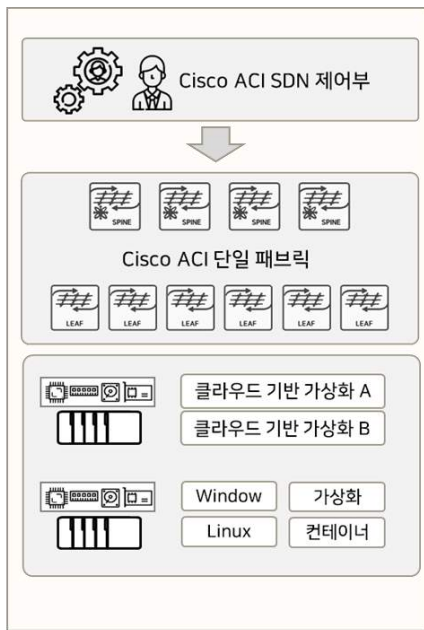 Cisco ACI SDN 제어부
SPINE SPINE SPINE SPINE
Cisco ACI 단일 패브릭
LEAF LEAF LEAF LEAF LEAF LEAF
클라우드 기반 가상화 A
클라우드 기반 가상화 B
Window 가상화
Linux 컨테이너